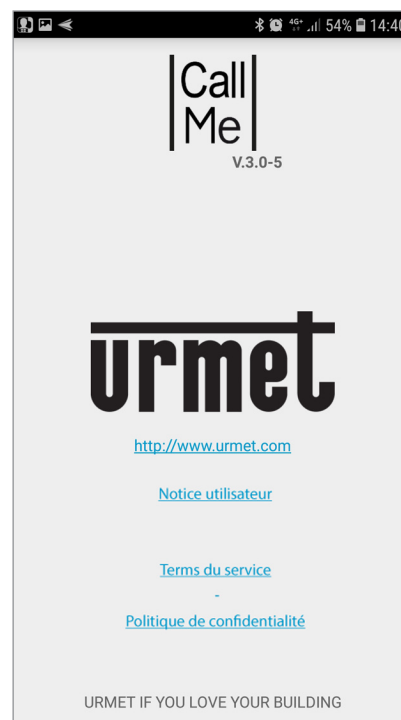 4G+ 54% 14:40
Call
Me
V.3.0-5
urmet
http://www.urmet.com
Notice utilisateur
Terms du service
-
Politique de confidentialité
URMET IF YOU LOVE YOUR BUILDING